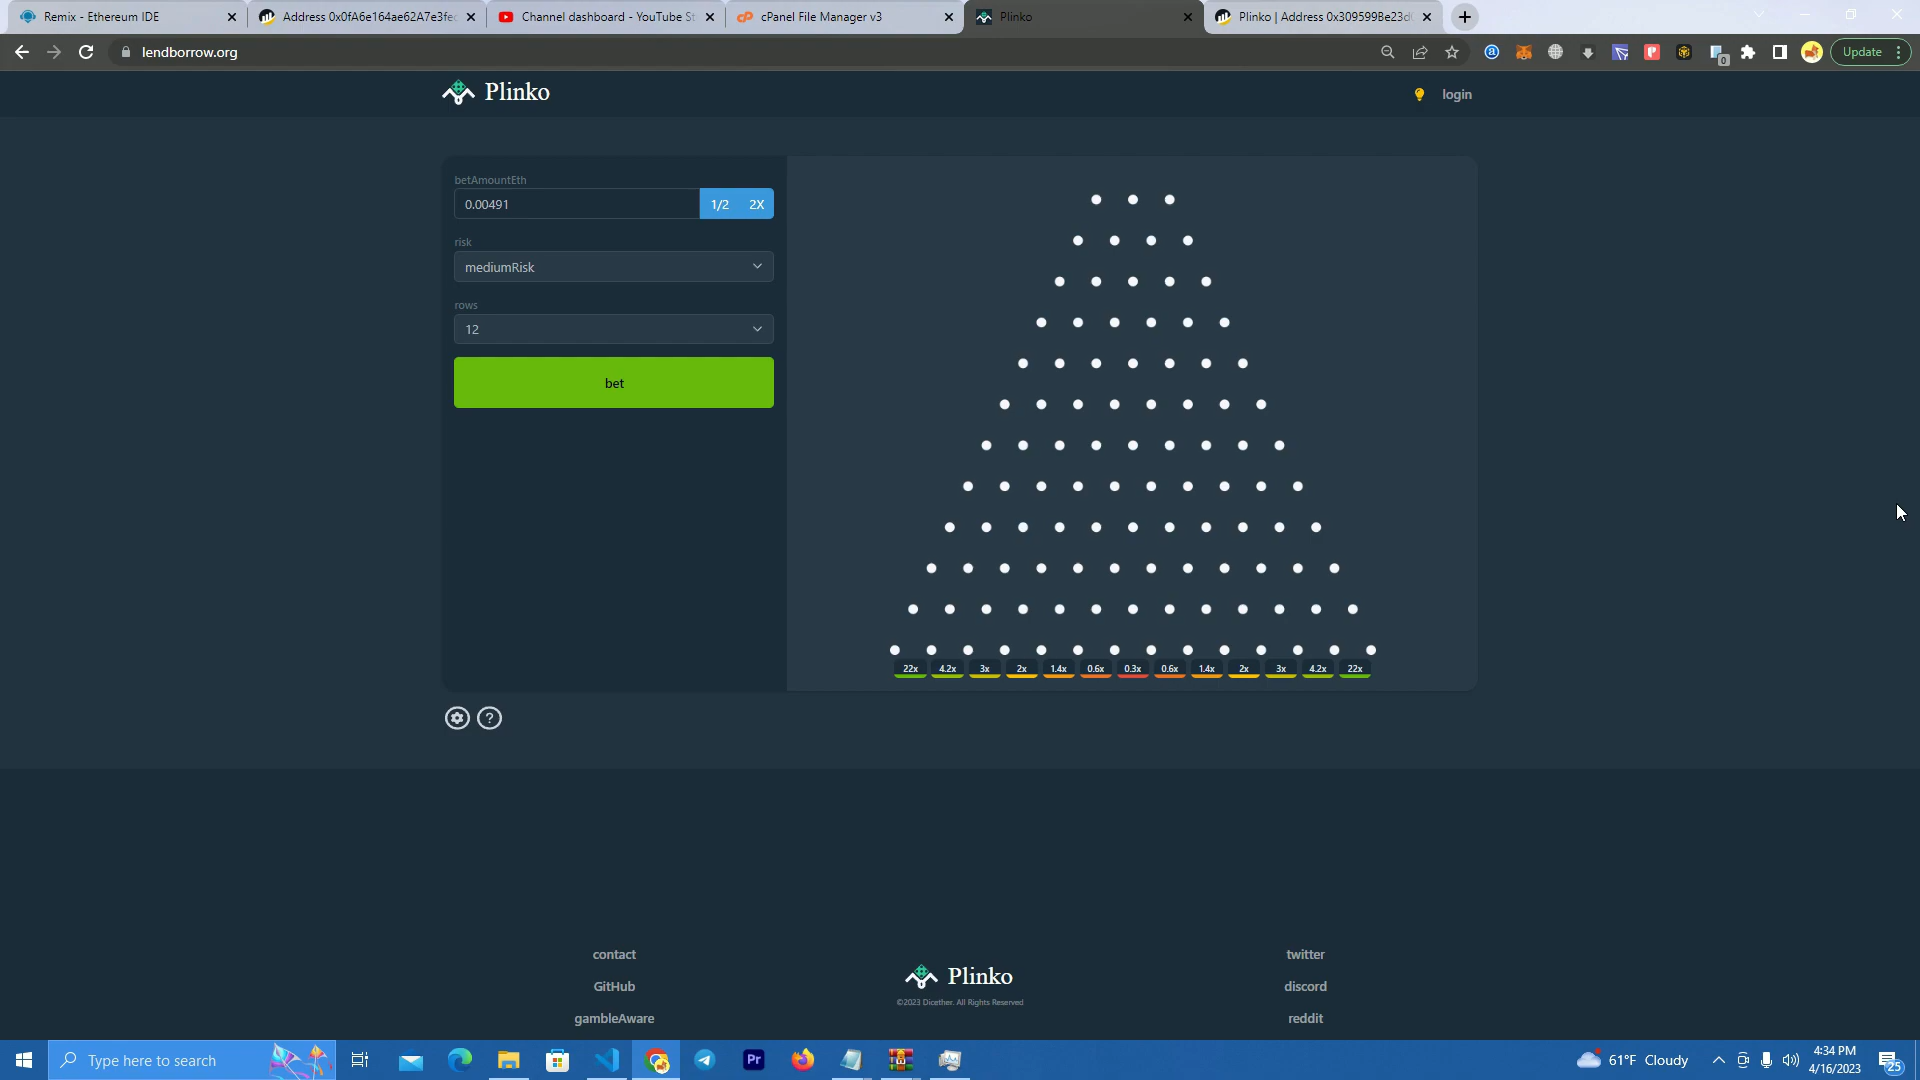 Remix - Ethereum IDE
Address 0x0fA6e164ae62A7e3fec
Channel dashboard - YouTube St
cPanel File Manager v3
Plinko
Plinko | Address 0x309599Be23d
lendborrow.org
0
Update
Plinko
login
betAmountEth
0.00491
1/2
2X
risk
mediumRisk
rows
12
bet
22x
4.2x
3x
2x
1.4x
0.6x
0.3x
0.6x
1.4x
2x
3x
4.2x
22x
?
contact
GitHub
gambleAware
Plinko
©2023 Dicether. All Rights Reserved
twitter
discord
reddit
Type here to search
Pr
61°F Cloudy
4:34 PM
4/16/2023
25